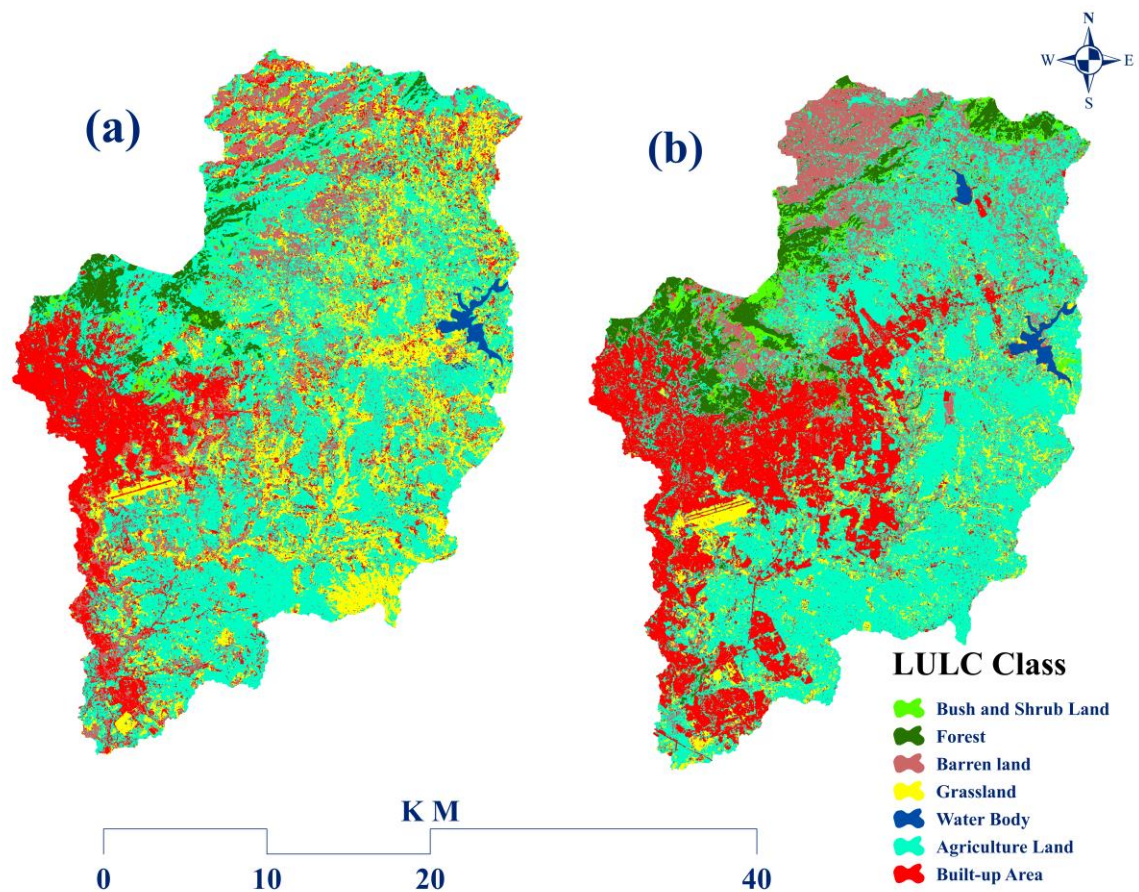 N
W E
S
(a)
(b)
LULC Class
Bush and Shrub Land
Forest
Barren land
Grassland
Water Body
Agriculture Land
Built-up Area
K M
0 10 20 40